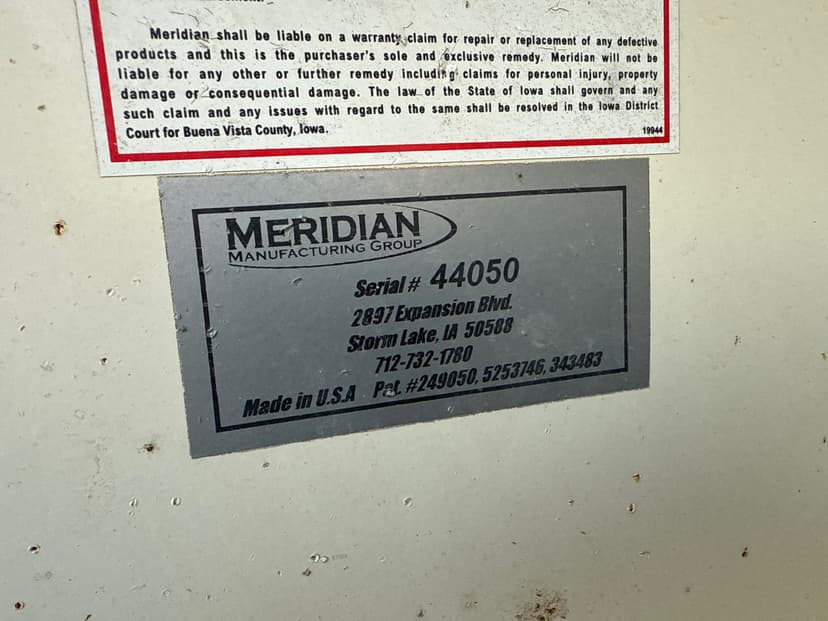 Meridian shall be liable on a warranty claim for repair or replacement of any defective
products and this is the purchaser's sole and exclusive remedy. Meridian will not be
liable for any other or further remedy including claims for personal injury, property
damage or consequential damage. The law of the State of Iowa shall govern and any
such claim and any issues with regard to the same shall be resolved in the Iowa District
Court for Buena Vista County, Iowa.
19944
MERIDIAN
MANUFACTURING GROUP
Serial # 44050
2897 Expansion Blvd.
Storm Lake, IA 50588
712-732-1780
Made in U.S.A Pat. #249050, 5253746, 343483